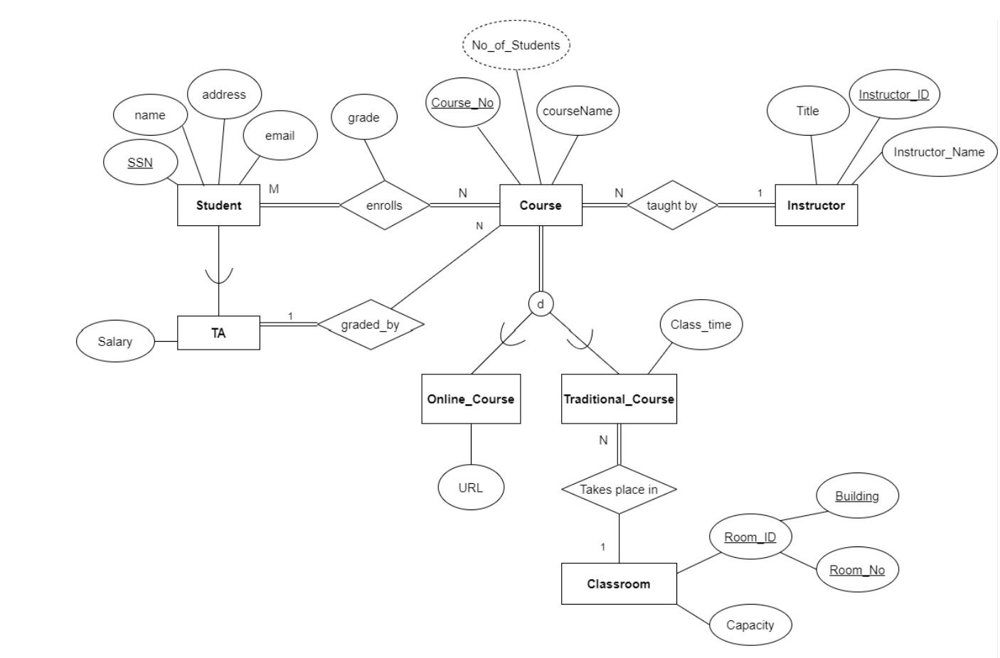 No_of_Students
address
Course_No
courseName
Title
Instructor_ID
name
grade
email
Instructor_Name
SSN
M
N
N
1
Student
enrolls
Course
taught by
Instructor
N
d
1
graded_by
Class_time
TA
Salary
Online_Course
Traditional_Course
N
URL
Takes place in
Building
Room_ID
1
Room_No
Classroom
Capacity